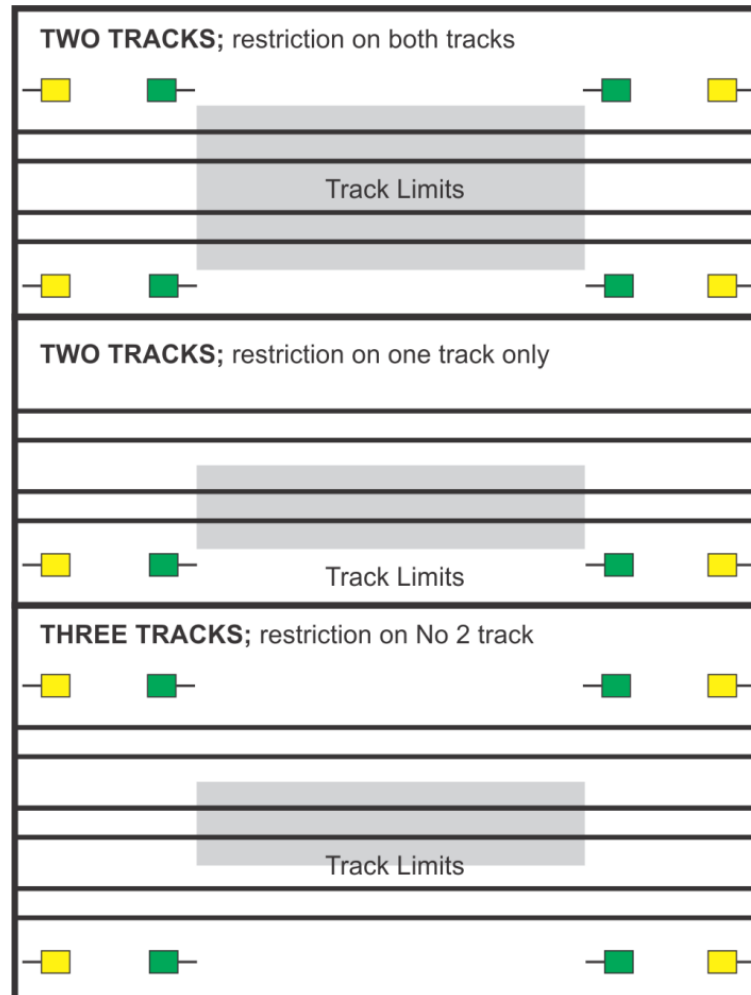 TWO TRACKS; restriction on both tracks
Track Limits
TWO TRACKS; restriction on one track only
Track Limits
THREE TRACKS; restriction on No 2 track
Track Limits